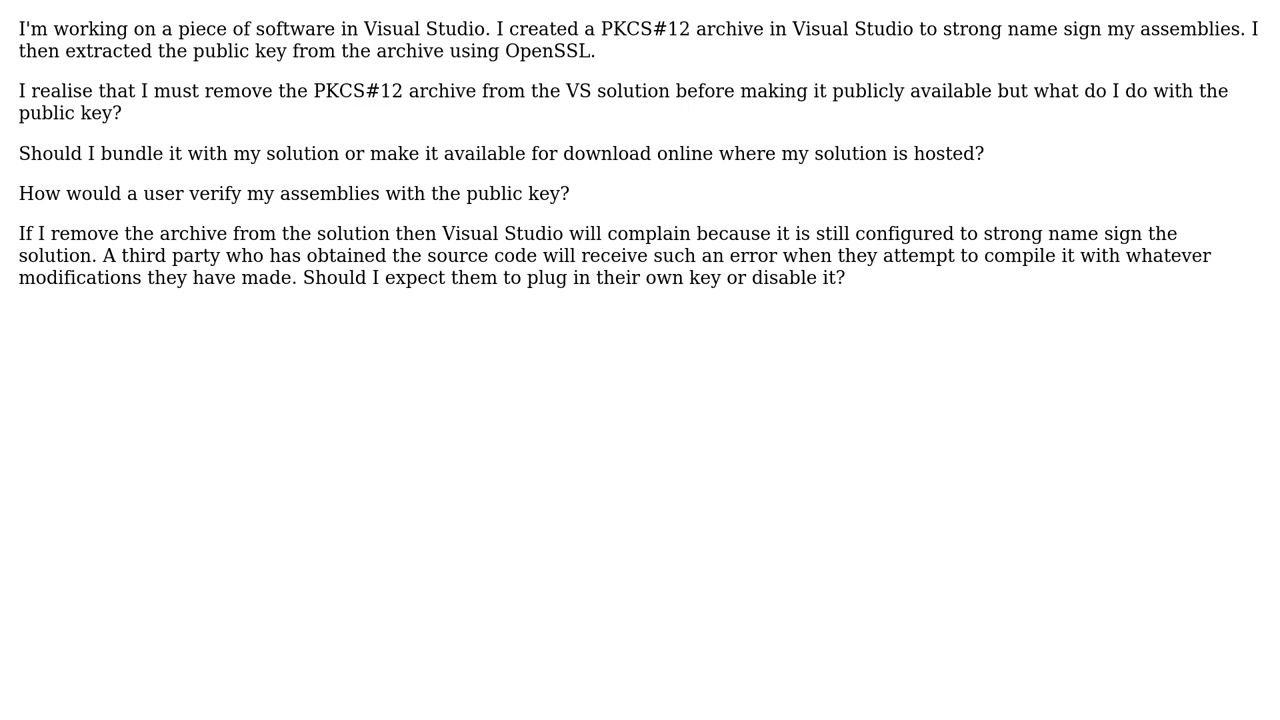 I'm working on a piece of software in Visual Studio. I created a PKCS#12 archive in Visual Studio to strong name sign my assemblies. I
then extracted the public key from the archive using OpenSSL.
I realise that I must remove the PKCS#12 archive from the VS solution before making it publicly available but what do I do with the
public key?
Should I bundle it with my solution or make it available for download online where my solution is hosted?
How would a user verify my assemblies with the public key?
If I remove the archive from the solution then Visual Studio will complain because it is still configured to strong name sign the
solution. A third party who has obtained the source code will receive such an error when they attempt to compile it with whatever
modifications they have made. Should I expect them to plug in their own key or disable it?